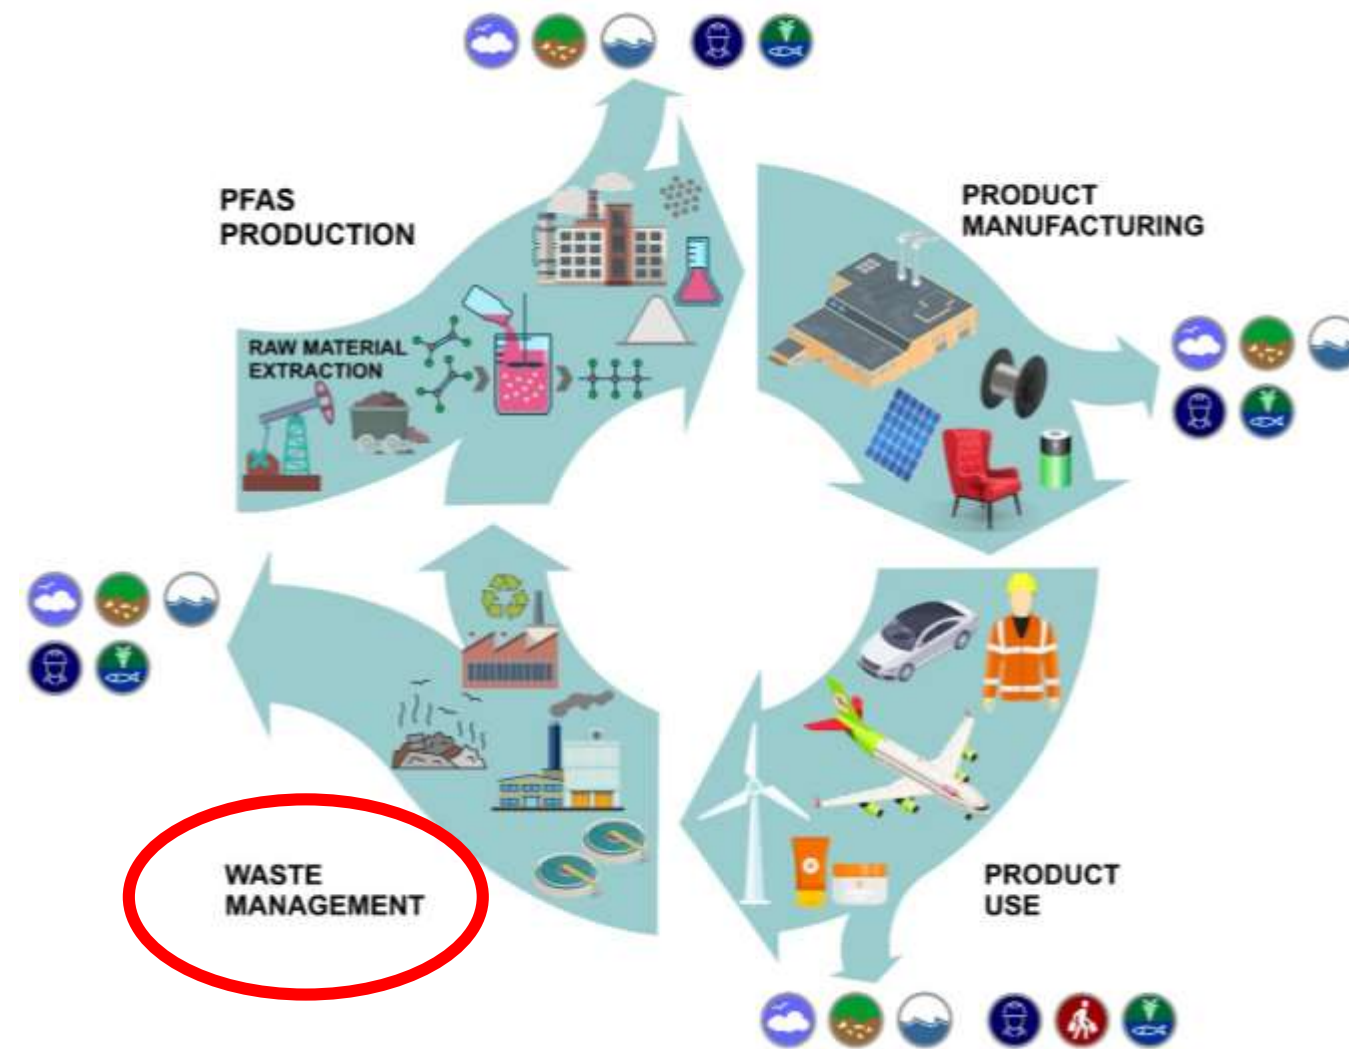 PFAS
PRODUCTION
PRODUCT
MANUFACTURING
RAW MATERIAL
EXTRACTION
WASTE
MANAGEMENT
PRODUCT
USE